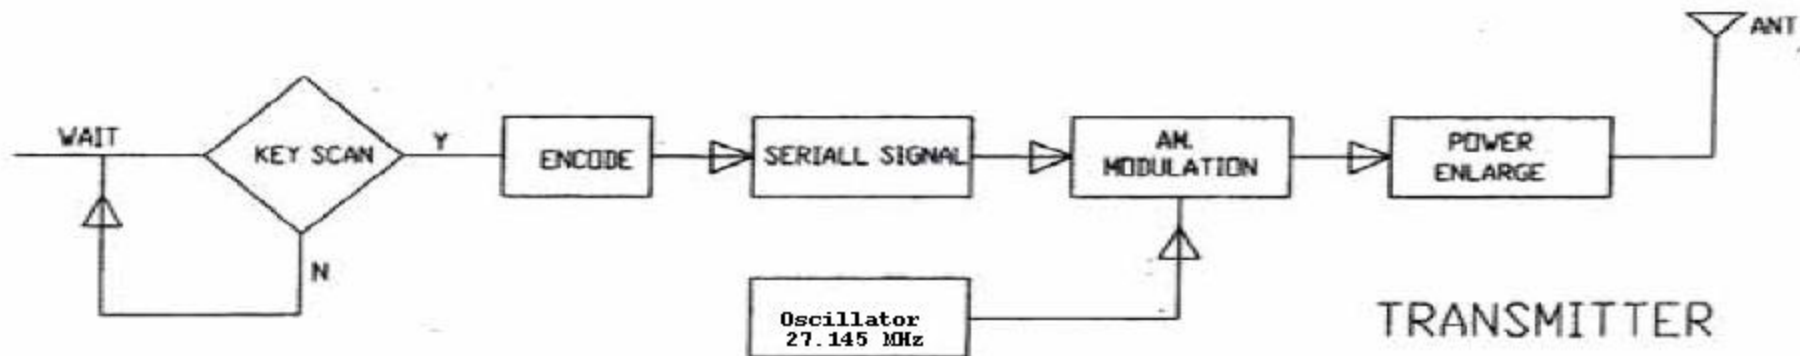 ANT
WAIT
KEY SCAN
Y
N
ENCODE
SERIALL SIGNAL
AM.
MODULATION
POWER
ENLARGE
Oscillator
27.145 MHz
TRANSMITTER